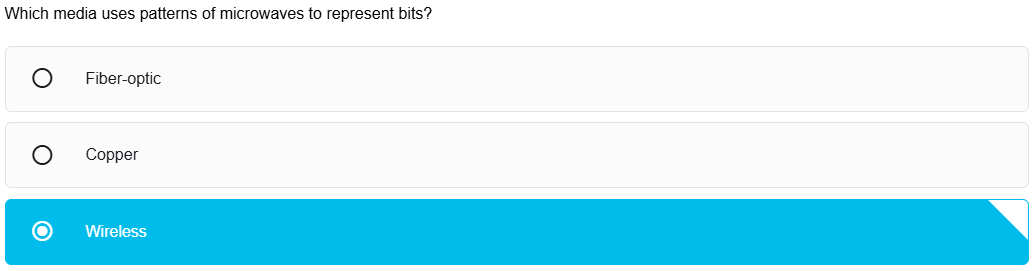 Which media uses patterns of microwaves to represent bits?
Fiber-optic
Copper
Wireless